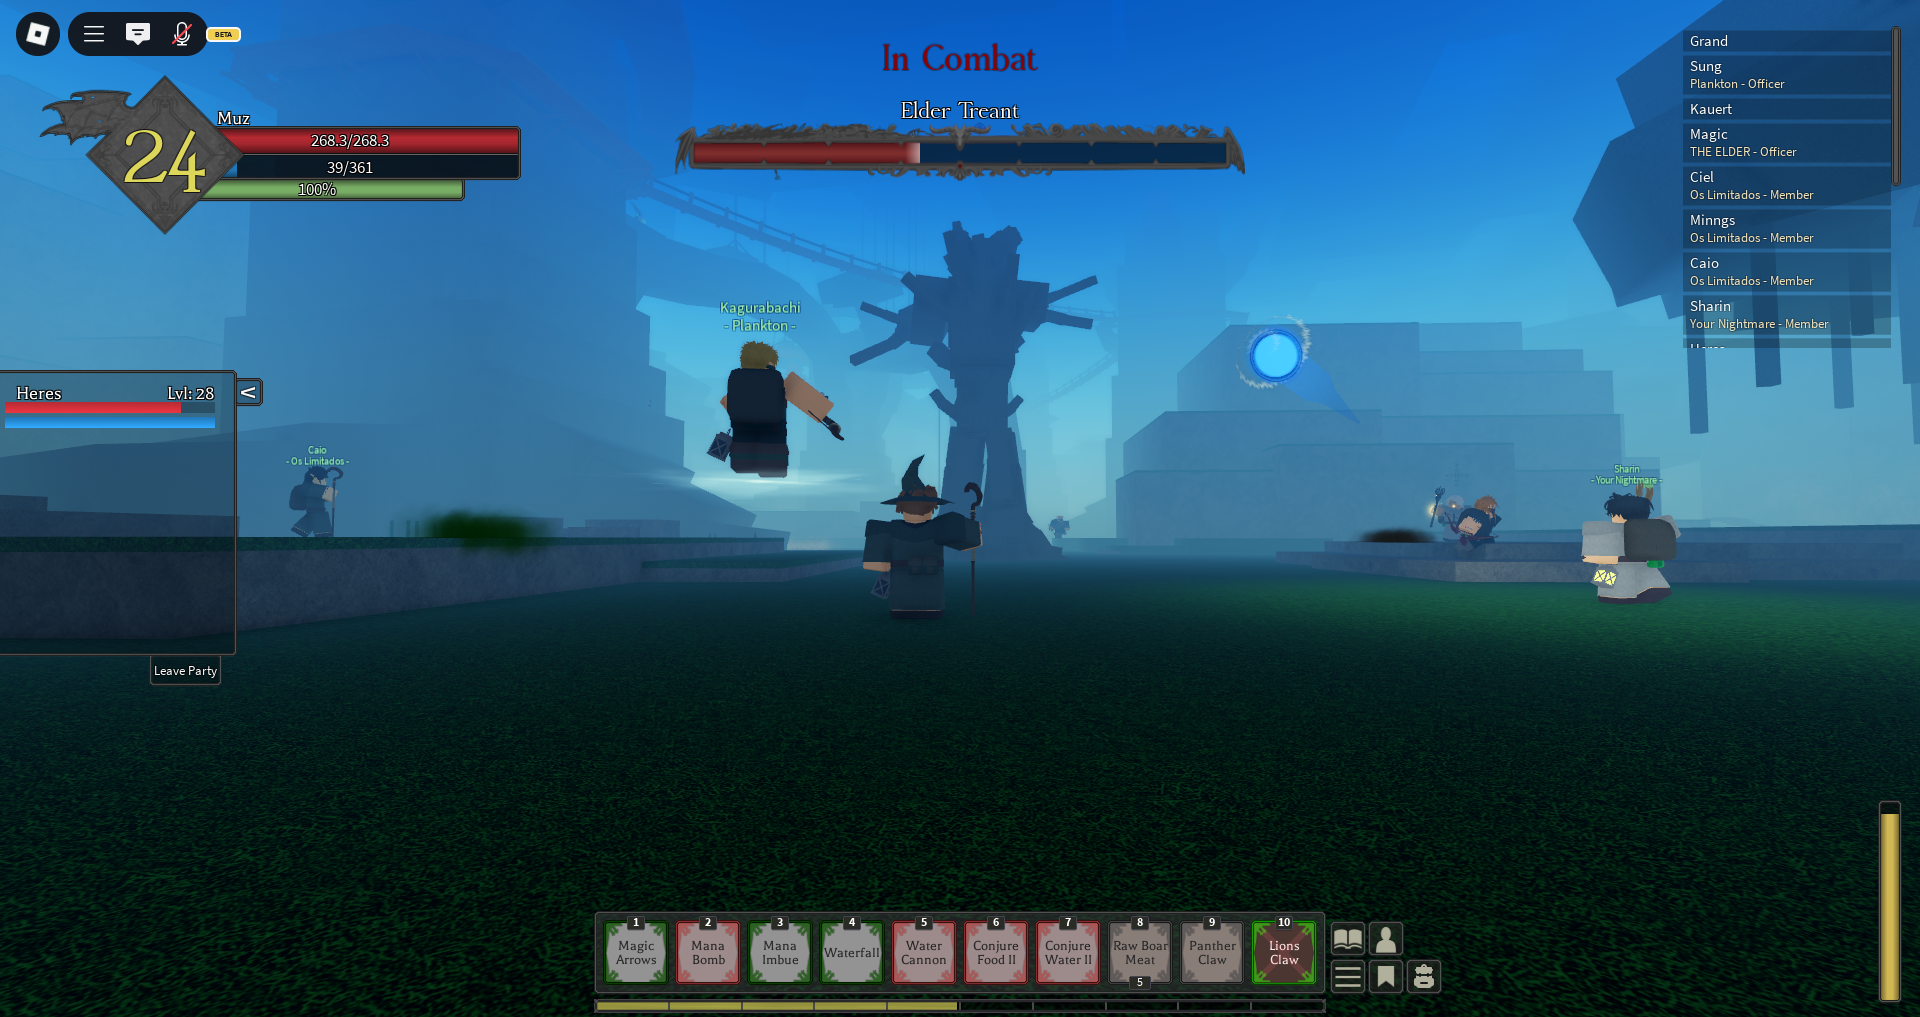 BETA
In Combat
Elder Treant
24
Muz
268.3/268.3
39/361
100%
Grand
Sung
Plankton - Officer
Kauert
Magic
THE ELDER - Officer
Ciel
Os Limitados - Member
Minngs
Os Limitados - Member
Caio
Os Limitados - Member
Sharin
Your Nightmare - Member
Kagurabachi
- Plankton -
Heres
Lvl: 28
<
Caio
- Os Limitados -
Sharin
- Your Nightmare -
Leave Party
1
Magic
Arrows
2
Mana
Bomb
3
Mana
Imbue
4
Waterfall
5
Water
Cannon
6
Conjure
Food II
7
Conjure
Water II
8
Raw Boar
Meat
5
9
Panther
Claw
10
Lions
Claw